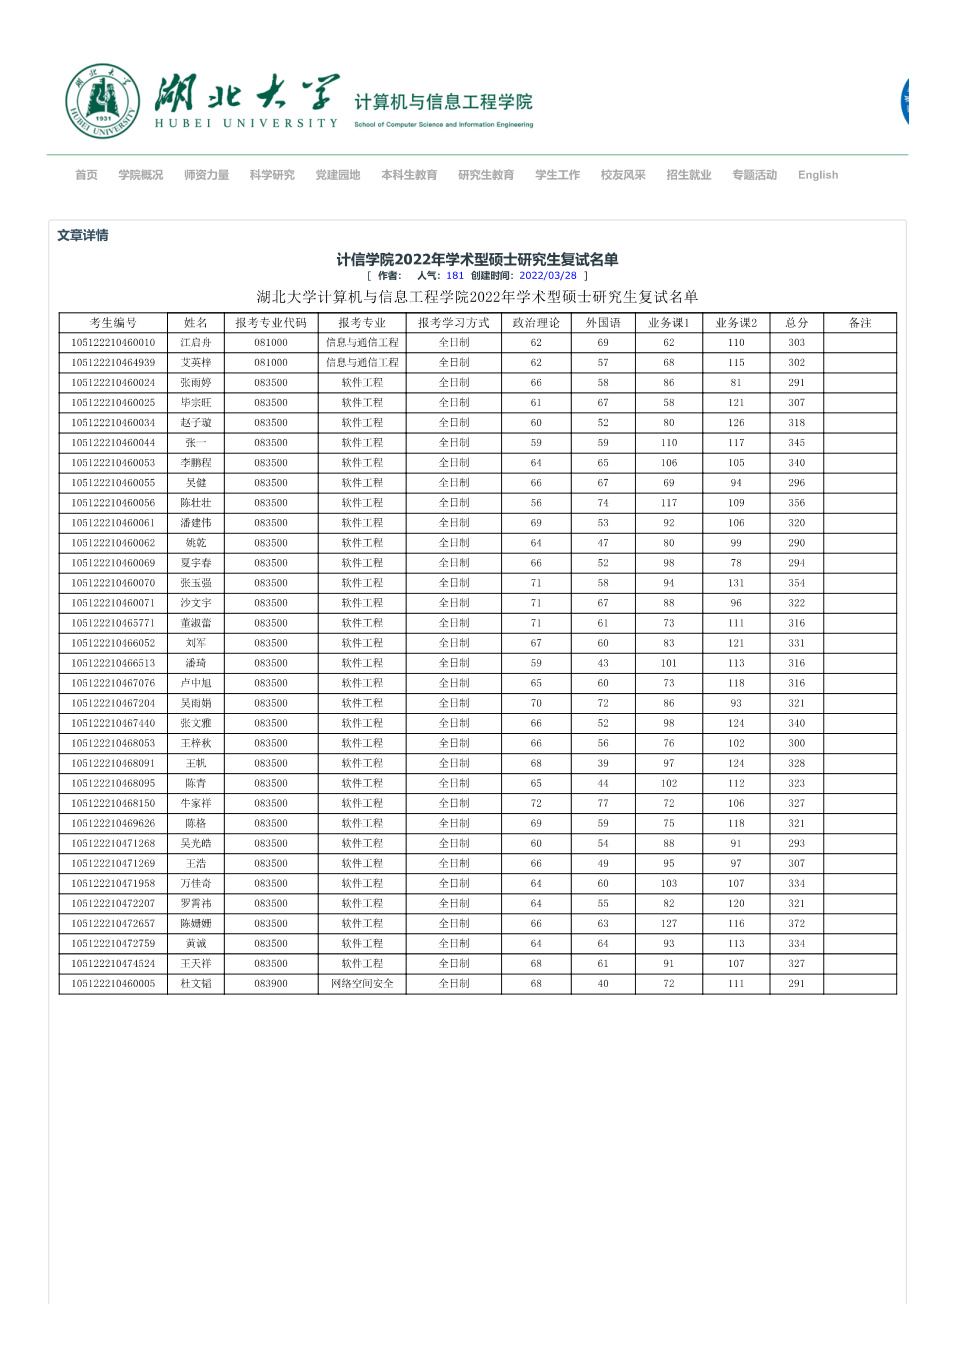 湖北大学
HUBEI UNIVERSITY
计算机与信息工程学院
School of Computer Science and Information Engineering
湖北大学
1931
HUBEI UNIVERSITY
首页 学院概况 师资力量 科学研究 党建园地 本科生教育 研究生教育 学生工作 校友风采 招生就业 专题活动 English
文章详情
计信学院2022年学术型硕士研究生复试名单
[ 作者: 人气: 181 创建时间: 2022/03/28 ]
湖北大学计算机与信息工程学院2022年学术型硕士研究生复试名单
考生编号 姓名 报考专业代码 报考专业 报考学习方式 政治理论 外国语 业务课1 业务课2 总分 备注
105122210460010 江启舟 081000 信息与通信工程 全日制 62 69 62 110 303
105122210464939 艾英梓 081000 信息与通信工程 全日制 62 57 68 115 302
105122210460024 张雨婷 083500 软件工程 全日制 66 58 86 81 291
105122210460025 毕宗旺 083500 软件工程 全日制 61 67 58 121 307
105122210460034 赵子璇 083500 软件工程 全日制 60 52 80 126 318
105122210460044 张一 083500 软件工程 全日制 59 59 110 117 345
105122210460053 李鹏程 083500 软件工程 全日制 64 65 106 105 340
105122210460055 吴健 083500 软件工程 全日制 66 67 69 94 296
105122210460056 陈壮壮 083500 软件工程 全日制 56 74 117 109 356
105122210460061 潘建伟 083500 软件工程 全日制 69 53 92 106 320
105122210460062 姚乾 083500 软件工程 全日制 64 47 80 99 290
105122210460069 夏宇春 083500 软件工程 全日制 66 52 98 78 294
105122210460070 张玉强 083500 软件工程 全日制 71 58 94 131 354
105122210460071 沙文宇 083500 软件工程 全日制 71 67 88 96 322
105122210465771 董淑蕾 083500 软件工程 全日制 71 61 73 111 316
105122210466052 刘军 083500 软件工程 全日制 67 60 83 121 331
105122210466513 潘琦 083500 软件工程 全日制 59 43 101 113 316
105122210467076 卢中旭 083500 软件工程 全日制 65 60 73 118 316
105122210467204 吴雨娟 083500 软件工程 全日制 70 72 86 93 321
105122210467440 张文雅 083500 软件工程 全日制 66 52 98 124 340
105122210468053 王梓秋 083500 软件工程 全日制 66 56 76 102 300
105122210468091 王帆 083500 软件工程 全日制 68 39 97 124 328
105122210468095 陈青 083500 软件工程 全日制 65 44 102 112 323
105122210468150 牛家祥 083500 软件工程 全日制 72 77 72 106 327
105122210469626 陈格 083500 软件工程 全日制 69 59 75 118 321
105122210471268 吴光皓 083500 软件工程 全日制 60 54 88 91 293
105122210471269 王浩 083500 软件工程 全日制 66 49 95 97 307
105122210471958 万佳奇 083500 软件工程 全日制 64 60 103 107 334
105122210472207 罗霄祎 083500 软件工程 全日制 64 55 82 120 321
105122210472657 陈姗姗 083500 软件工程 全日制 66 63 127 116 372
105122210472759 黄诚 083500 软件工程 全日制 64 64 93 113 334
105122210474524 王天祥 083500 软件工程 全日制 68 61 91 107 327
105122210460005 杜文韬 083900 网络空间安全 全日制 68 40 72 111 291